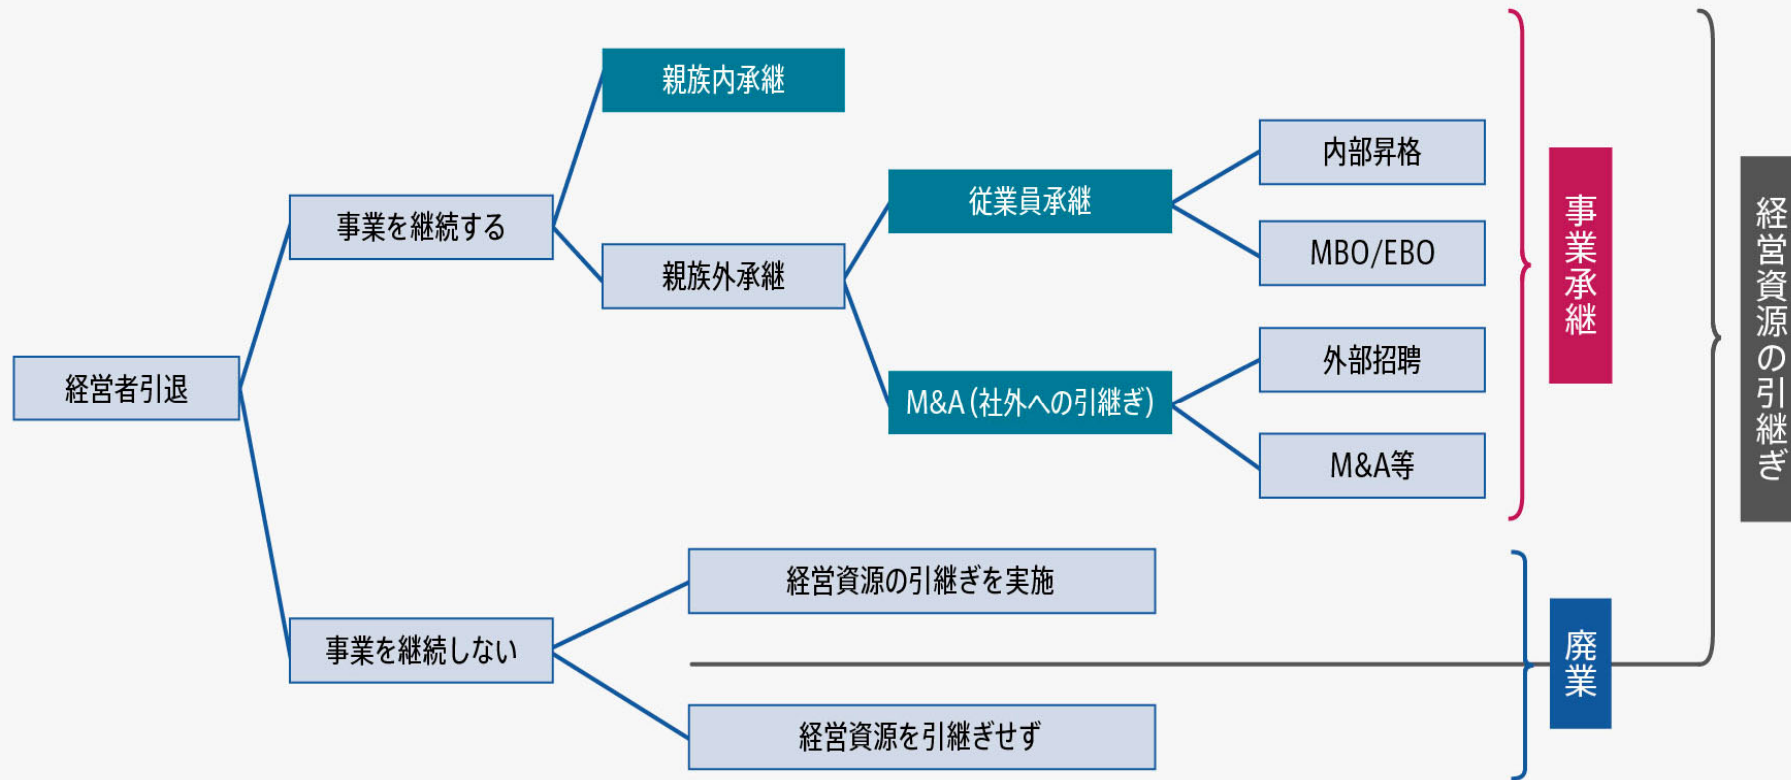 経営者引退
事業を継続する
親族内承継
親族外承継
従業員承継
内部昇格
MBO/EBO
M&A (社外への引継ぎ)
外部招聘
M&A等
事業を継続しない
経営資源の引継ぎを実施
経営資源を引継ぎせず
事業承継
廃業
経営資源の引継ぎ